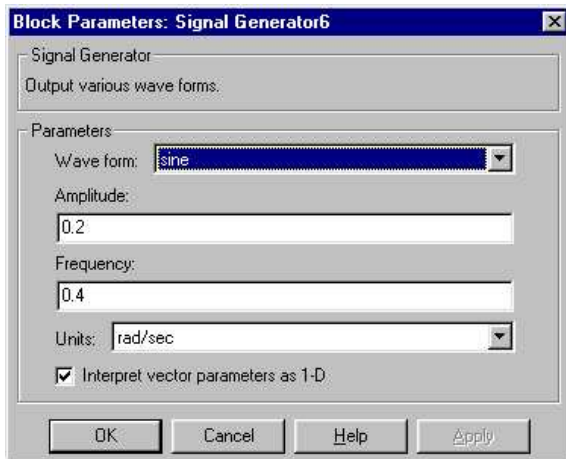 Block Parameters: Signal Generator6
Signal Generator
Output various wave forms.
Parameters
Wave form: sine
Amplitude:
0.2
Frequency:
0.4
Units: rad/sec
Interpret vector parameters as 1-D
OK Cancel Help Apply